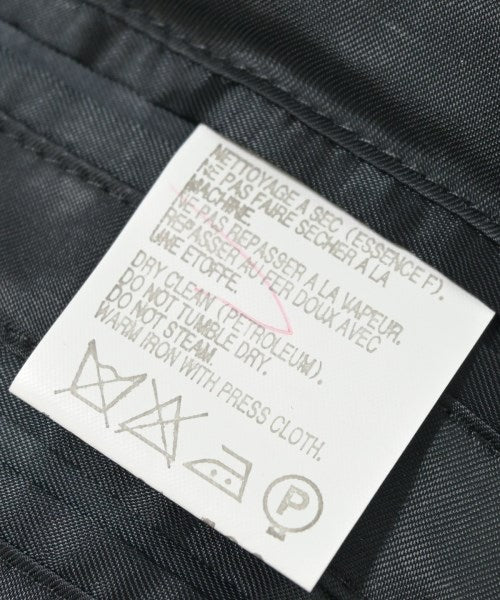 NETTOYAGE A SEC (ESSENCE F).
NE PAS FAIRE SECHER A LA
MACHINE.
NE PAS REPASSER A LA VAPEUR.
REPASSER AU FER DOUX AVEC
UNE ETOFFE.
DRY CLEAN (PETROLEUM).
DO NOT TUMBLE DRY.
DO NOT STEAM.
WARM IRON WITH PRESS CLOTH.
P